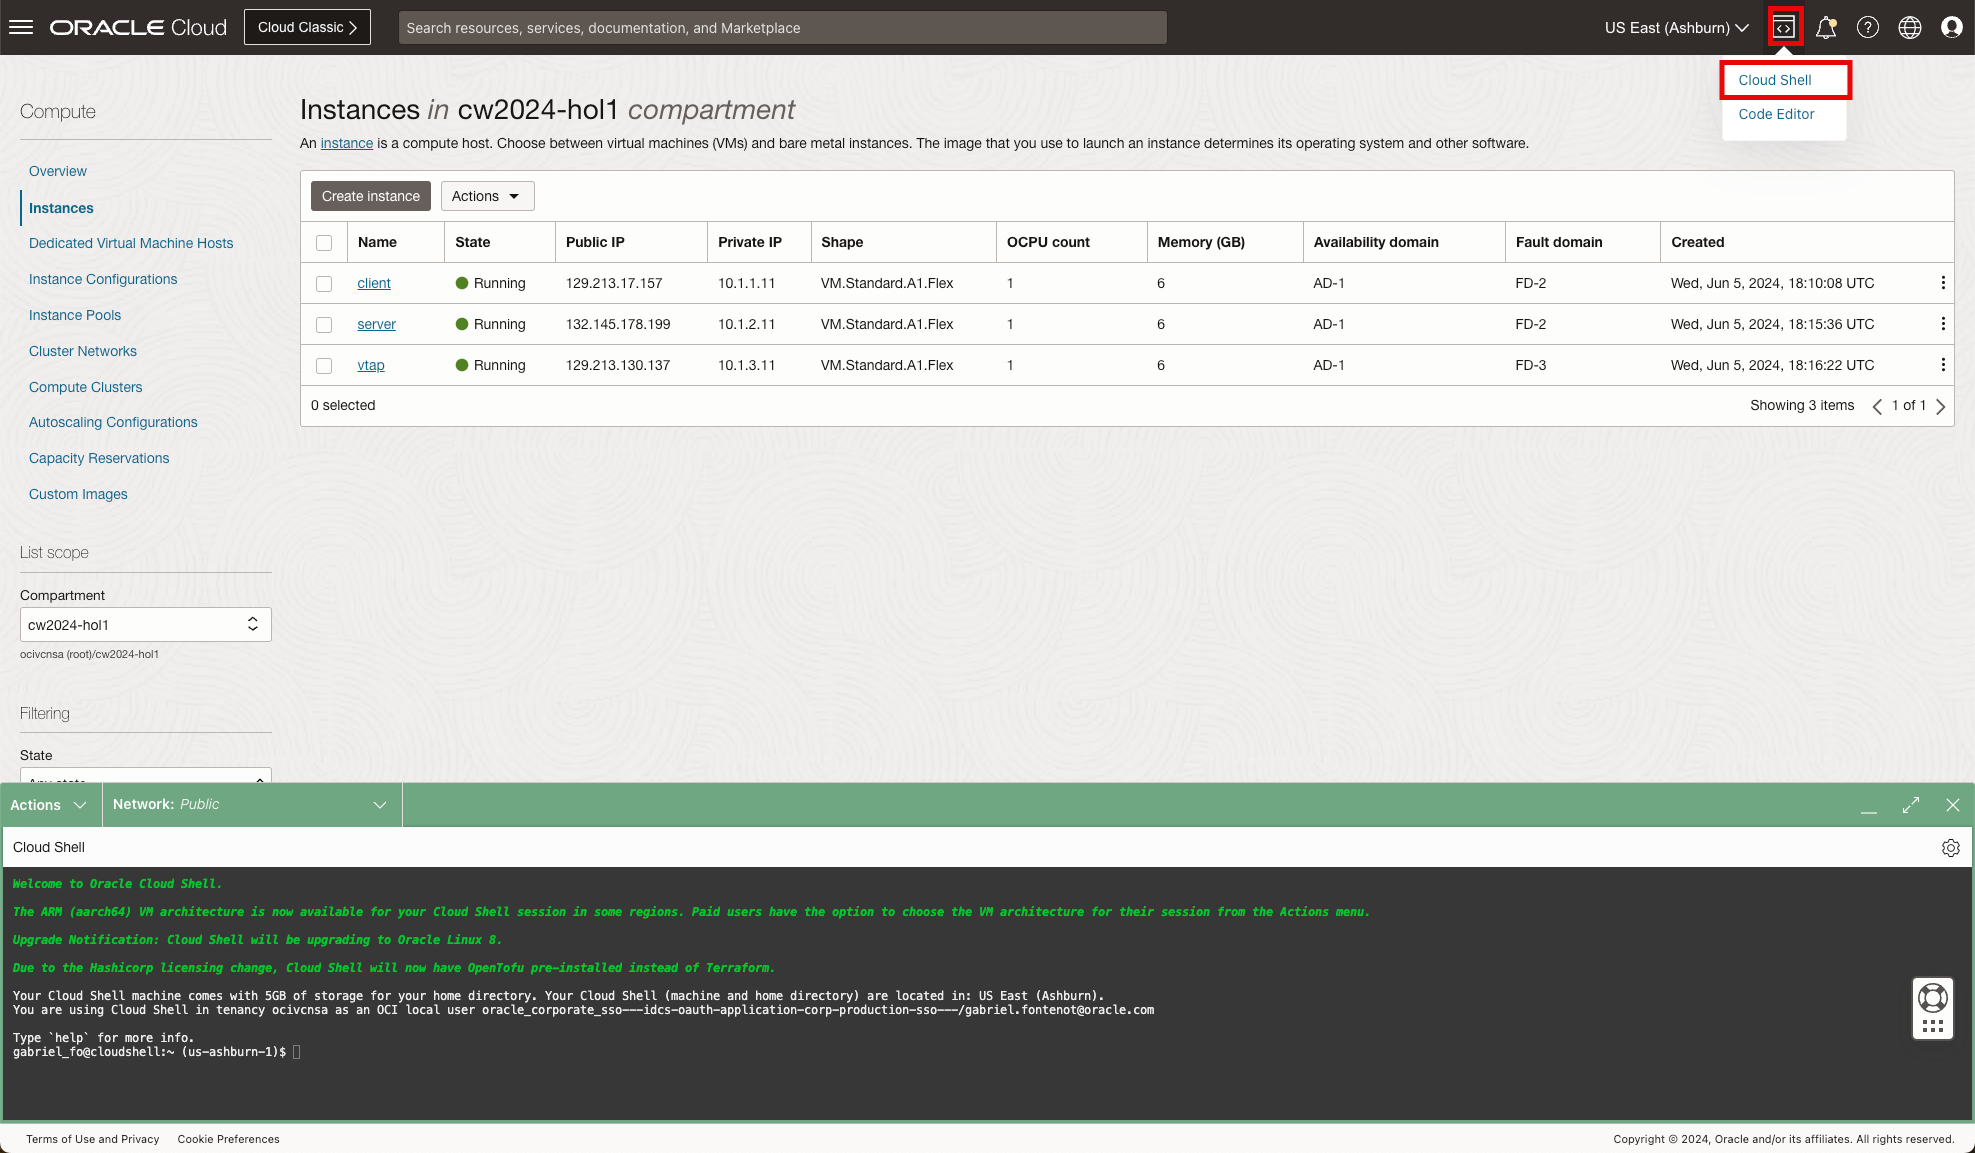 ORACLE Cloud
Cloud Classic
Search resources, services, documentation, and Marketplace
US East (Ashburn)
Cloud Shell
Code Editor
Compute
Overview
Instances
Dedicated Virtual Machine Hosts
Instance Configurations
Instance Pools
Cluster Networks
Compute Clusters
Autoscaling Configurations
Capacity Reservations
Custom Images
List scope
Compartment
cw2024-hol1
ocivcnsa (root)/cw2024-hol1
Filtering
State
Any state
Instances in cw2024-hol1 compartment
An instance is a compute host. Choose between virtual machines (VMs) and bare metal instances. The image that you use to launch an instance determines its operating system and other software.
Create instance Actions
Name State Public IP Private IP Shape OCPU count Memory (GB) Availability domain Fault domain Created
client Running 129.213.17.157 10.1.1.11 VM.Standard.A1.Flex 1 6 AD-1 FD-2 Wed, Jun 5, 2024, 18:10:08 UTC
server Running 132.145.178.199 10.1.2.11 VM.Standard.A1.Flex 1 6 AD-1 FD-2 Wed, Jun 5, 2024, 18:15:36 UTC
vtap Running 129.213.130.137 10.1.3.11 VM.Standard.A1.Flex 1 6 AD-1 FD-3 Wed, Jun 5, 2024, 18:16:22 UTC
0 selected Showing 3 items 1 of 1
Actions Network: Public
Cloud Shell
Welcome to Oracle Cloud Shell.
The ARM (aarch64) VM architecture is now available for your Cloud Shell session in some regions. Paid users have the option to choose the VM architecture for their session from the Actions menu.
Upgrade Notification: Cloud Shell will be upgrading to Oracle Linux 8.
Due to the Hashicorp licensing change, Cloud Shell will now have OpenTofu pre-installed instead of Terraform.
Your Cloud Shell machine comes with 5GB of storage for your home directory. Your Cloud Shell (machine and home directory) are located in: US East (Ashburn).
You are using Cloud Shell in tenancy ocivcnsa as an OCI local user oracle_corporate_sso---idcs-oauth-application-corp-production-sso---/gabriel.fontenot@oracle.com
Type `help` for more info.
gabriel_fo@cloudshell:~ (us-ashburn-1)$
Terms of Use and Privacy Cookie Preferences
Copyright © 2024, Oracle and/or its affiliates. All rights reserved.